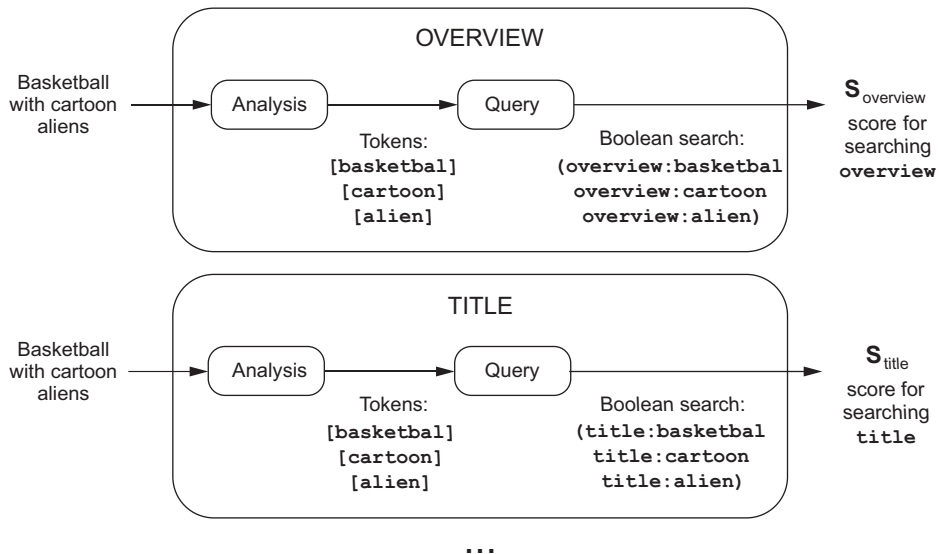 OVERVIEW
Basketball
with cartoon
aliens
Analysis
Query
Tokens:
[basketbal]
[cartoon]
[alien]
Boolean search:
(overview:basketbal
overview:cartoon
overview:alien)
S overview
score for
searching
overview
TITLE
Basketball
with cartoon
aliens
Analysis
Query
Tokens:
[basketbal]
[cartoon]
[alien]
Boolean search:
(title:basketbal
title:cartoon
title:alien)
S title
score for
searching
title
...